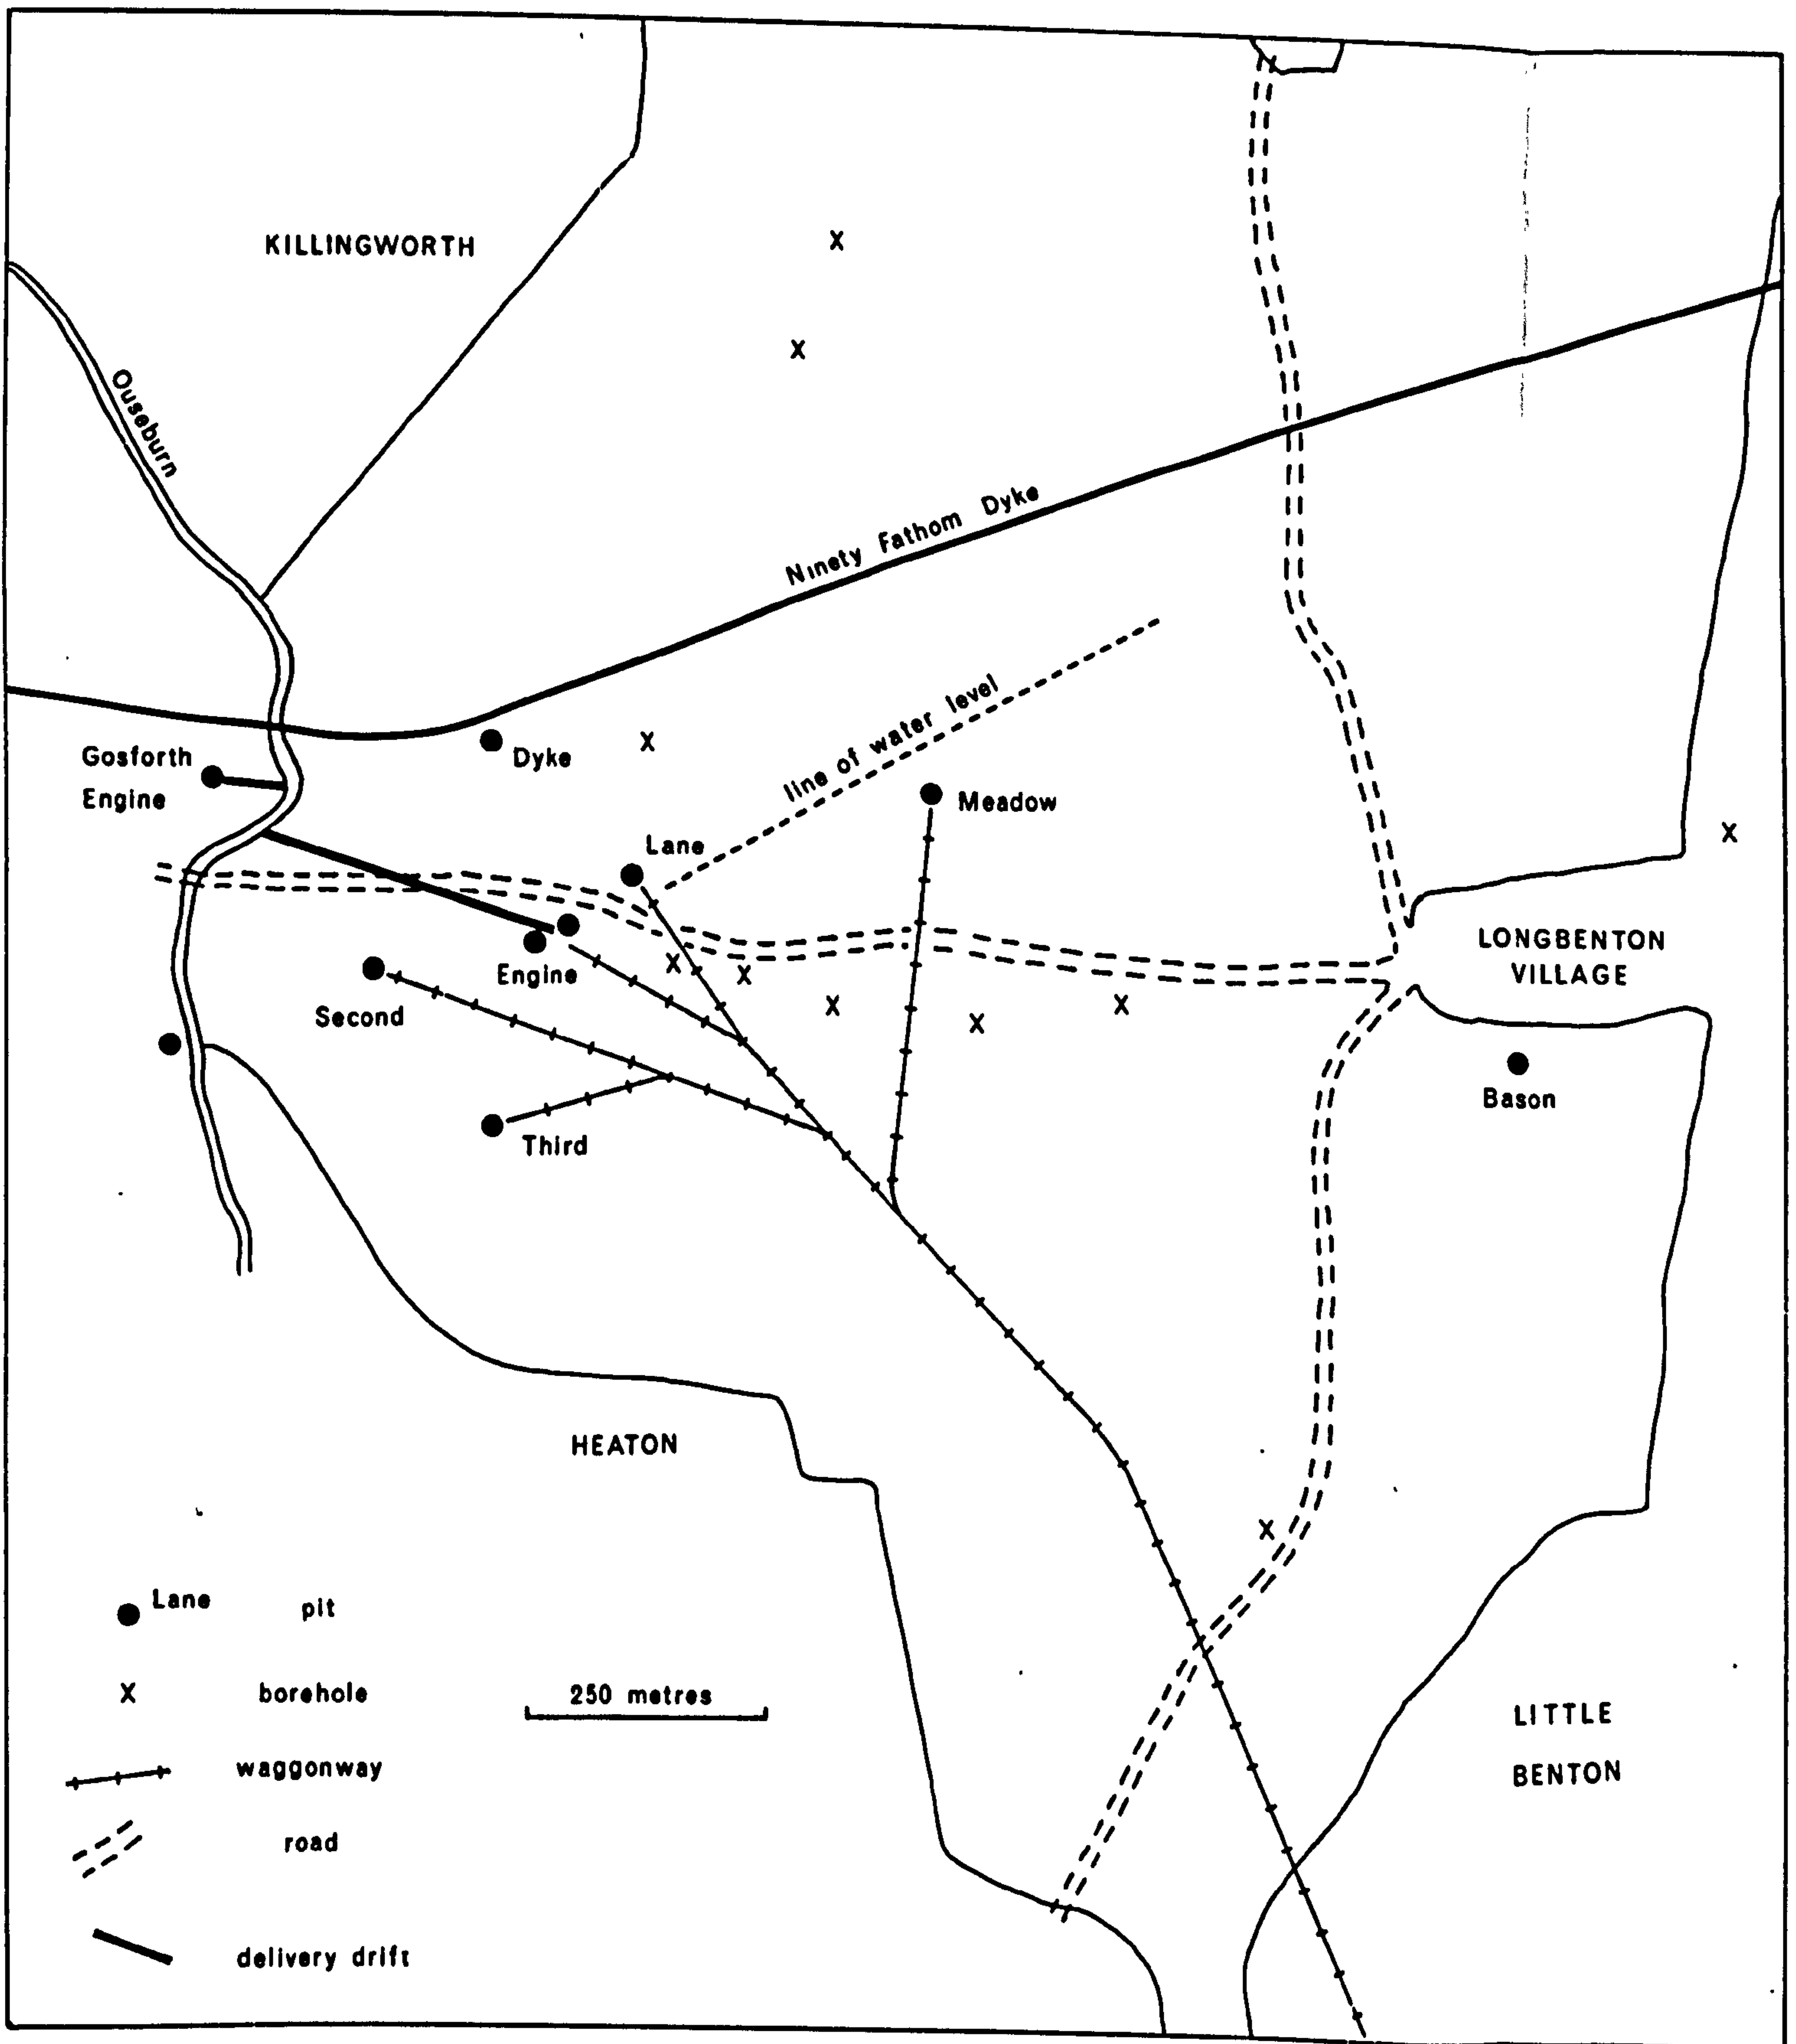 KILLINGWORTH
Ouseburn
Ninety Fathom Dyke
line of water level
Gosforth
Engine
Dyke
Meadow
Lane
LONGBENTON
VILLAGE
Engine
Second
Bason
Third
HEATON
Lane
pit
X
borehole
250 metres
waggonway
road
delivery drift
LITTLE
BENTON